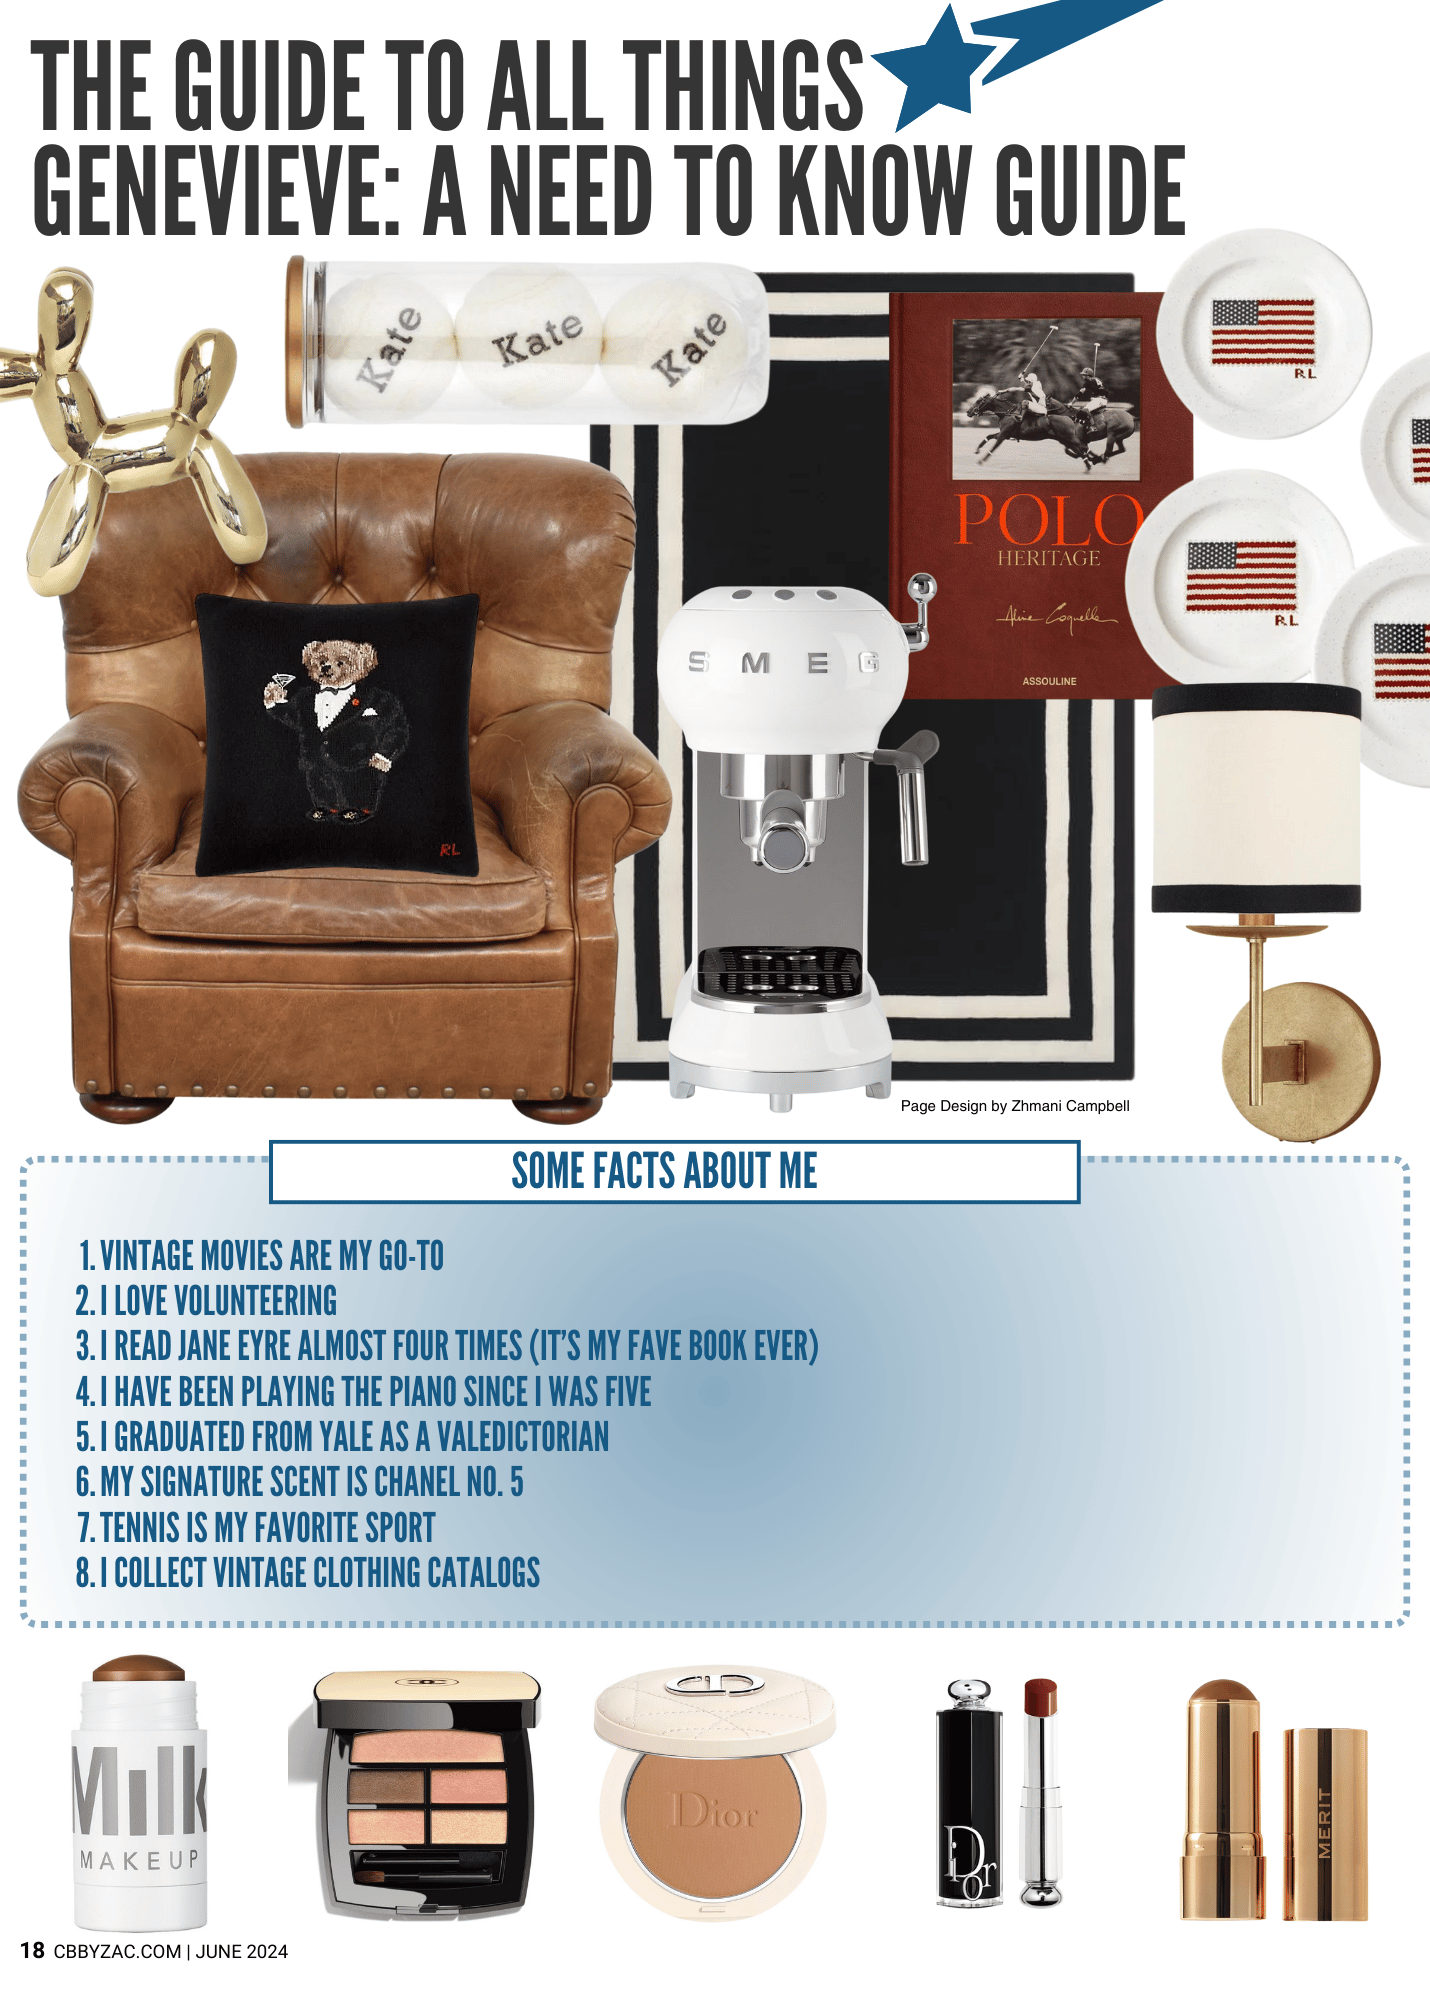 THE GUIDE TO ALL THINGS
GENEVIEVE: A NEED TO KNOW GUIDE
Kate
Kate
Kate
POLO
HERITAGE
Aline Coquelle
ASSOULINE
RL
RL
SMEG
RL
Page Design by Zhmani Campbell
SOME FACTS ABOUT ME
1. VINTAGE MOVIES ARE MY GO-TO
2. I LOVE VOLUNTEERING
3. I READ JANE EYRE ALMOST FOUR TIMES (IT'S MY FAVE BOOK EVER)
4. I HAVE BEEN PLAYING THE PIANO SINCE I WAS FIVE
5. I GRADUATED FROM YALE AS A VALEDICTORIAN
6. MY SIGNATURE SCENT IS CHANEL NO. 5
7. TENNIS IS MY FAVORITE SPORT
8. I COLLECT VINTAGE CLOTHING CATALOGS
Milk
MAKEUP
Dior
Dior
MERIT
18 CBBYZAC.COM | JUNE 2024